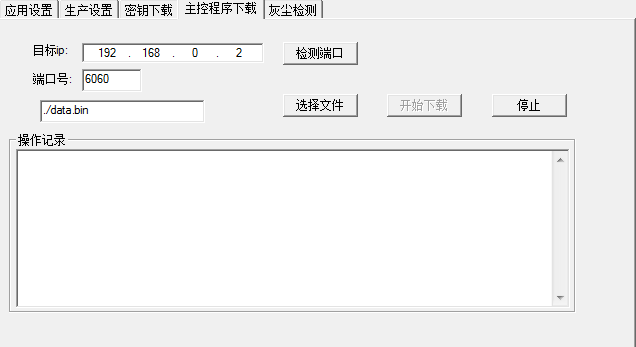 应用设置 生产设置 密钥下载 主控程序下载 灰尘检测
目标ip: 192 . 168 . 0 . 2 检测端口
端口号: 6060
./data.bin 选择文件 开始下载 停止
操作记录